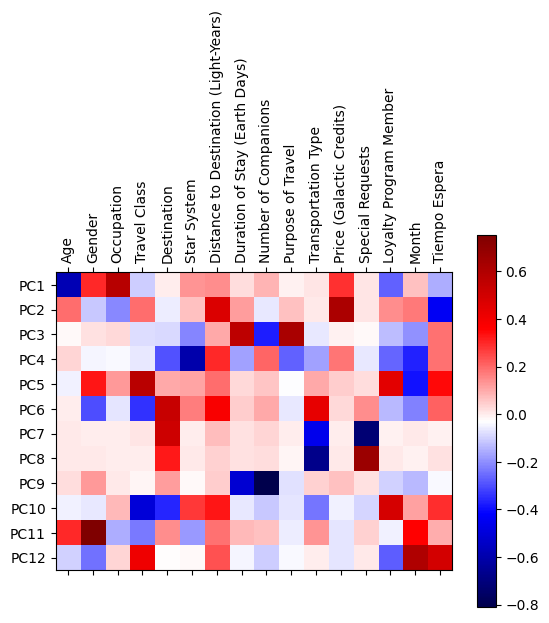 Age
Gender
Occupation
Travel Class
Destination
Star System
Distance to Destination (Light-Years)
Duration of Stay (Earth Days)
Number of Companions
Purpose of Travel
Transportation Type
Price (Galactic Credits)
Special Requests
Loyalty Program Member
Month
Tiempo Espera
PC1
PC2
PC3
PC4
PC5
PC6
PC7
PC8
PC9
PC10
PC11
PC12
0.6
0.4
0.2
0.0
−0.2
−0.4
−0.6
−0.8